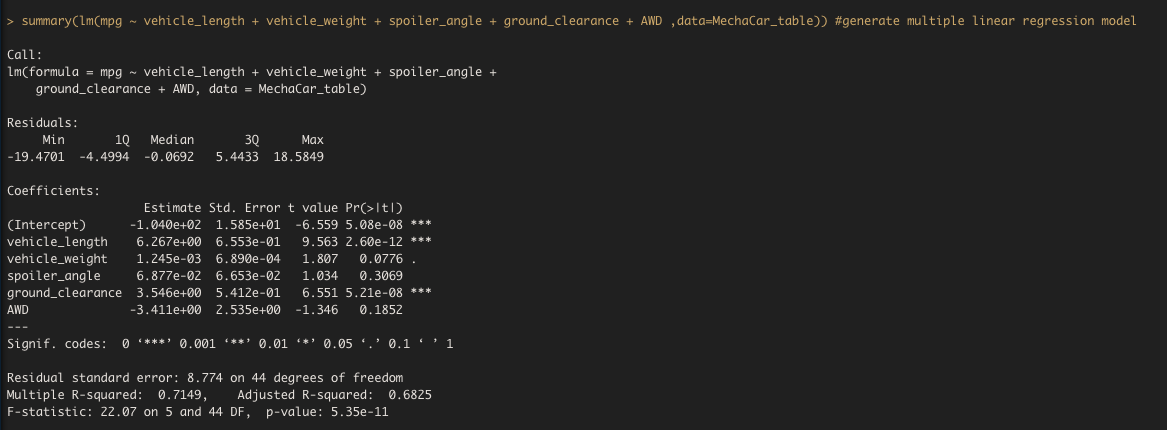 > summary(lm(mpg ~ vehicle_length + vehicle_weight + spoiler_angle + ground_clearance + AWD ,data=MechaCar_table)) #generate multiple linear regression model
Call:
lm(formula = mpg ~ vehicle_length + vehicle_weight + spoiler_angle +
    ground_clearance + AWD, data = MechaCar_table)
Residuals:
     Min       1Q   Median       3Q      Max
-19.4701  -4.4994  -0.0692   5.4433  18.5849
Coefficients:
                   Estimate Std. Error t value Pr(>|t|)
(Intercept)      -1.040e+02  1.585e+01  -6.559 5.08e-08 ***
vehicle_length    6.267e+00  6.553e-01   9.563 2.60e-12 ***
vehicle_weight    1.245e-03  6.890e-04   1.807   0.0776 .
spoiler_angle     6.877e-02  6.653e-02   1.034   0.3069
ground_clearance  3.546e+00  5.412e-01   6.551 5.21e-08 ***
AWD              -3.411e+00  2.535e+00  -1.346   0.1852
---
Signif. codes:  0 ‘***’ 0.001 ‘**’ 0.01 ‘*’ 0.05 ‘.’ 0.1 ‘ ’ 1
Residual standard error: 8.774 on 44 degrees of freedom
Multiple R-squared:  0.7149,    Adjusted R-squared:  0.6825
F-statistic: 22.07 on 5 and 44 DF,  p-value: 5.35e-11